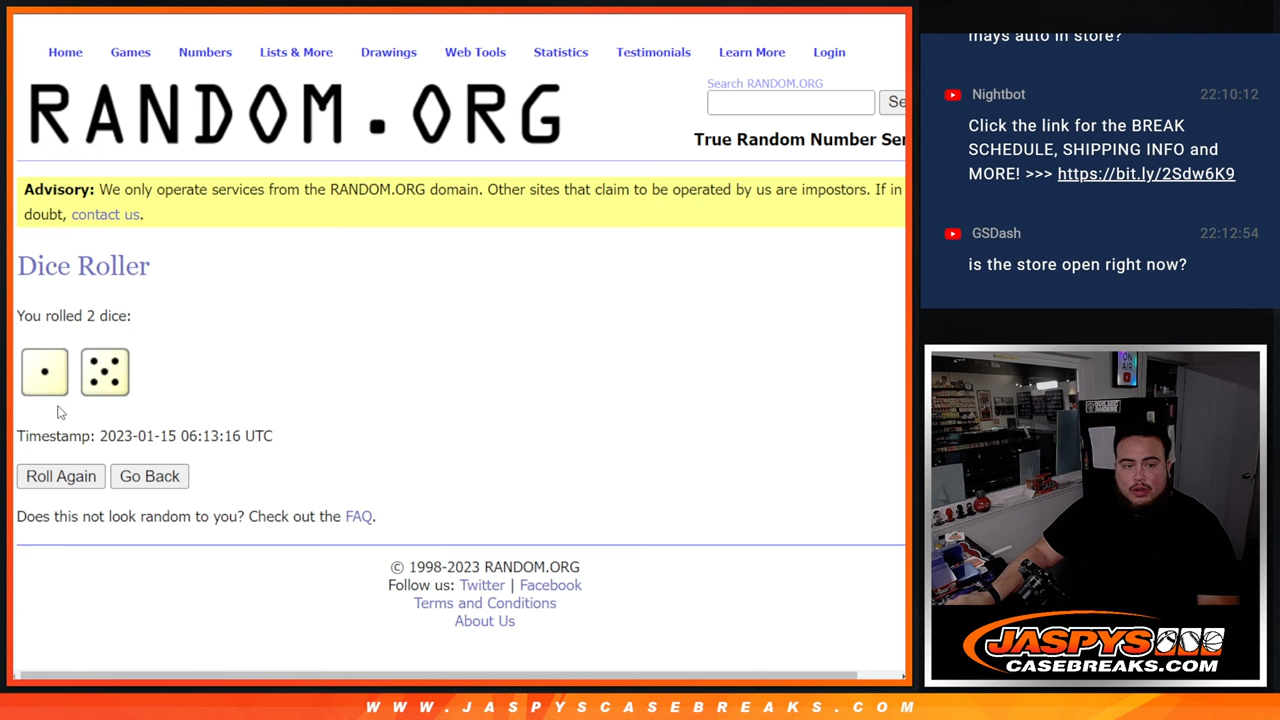 Home Games Numbers Lists & More Drawings Web Tools Statistics Testimonials Learn More Login
RANDOM.ORG
Search RANDOM.ORG
Se
True Random Number Ser
Advisory: We only operate services from the RANDOM.ORG domain. Other sites that claim to be operated by us are impostors. If in
doubt, contact us.
Dice Roller
You rolled 2 dice:
Timestamp: 2023-01-15 06:13:16 UTC
Roll Again Go Back
Does this not look random to you? Check out the FAQ.
© 1998-2023 RANDOM.ORG
Follow us: Twitter | Facebook
Terms and Conditions
About Us
mays auto in store?
Nightbot 22:10:12
Click the link for the BREAK
SCHEDULE, SHIPPING INFO and
MORE! >>> https://bit.ly/2Sdw6K9
GSDash 22:12:54
is the store open right now?
ON
AIR
JASPYS
CASEBREAKS.COM
WWW.JASPYSCASEBREAKS.COM